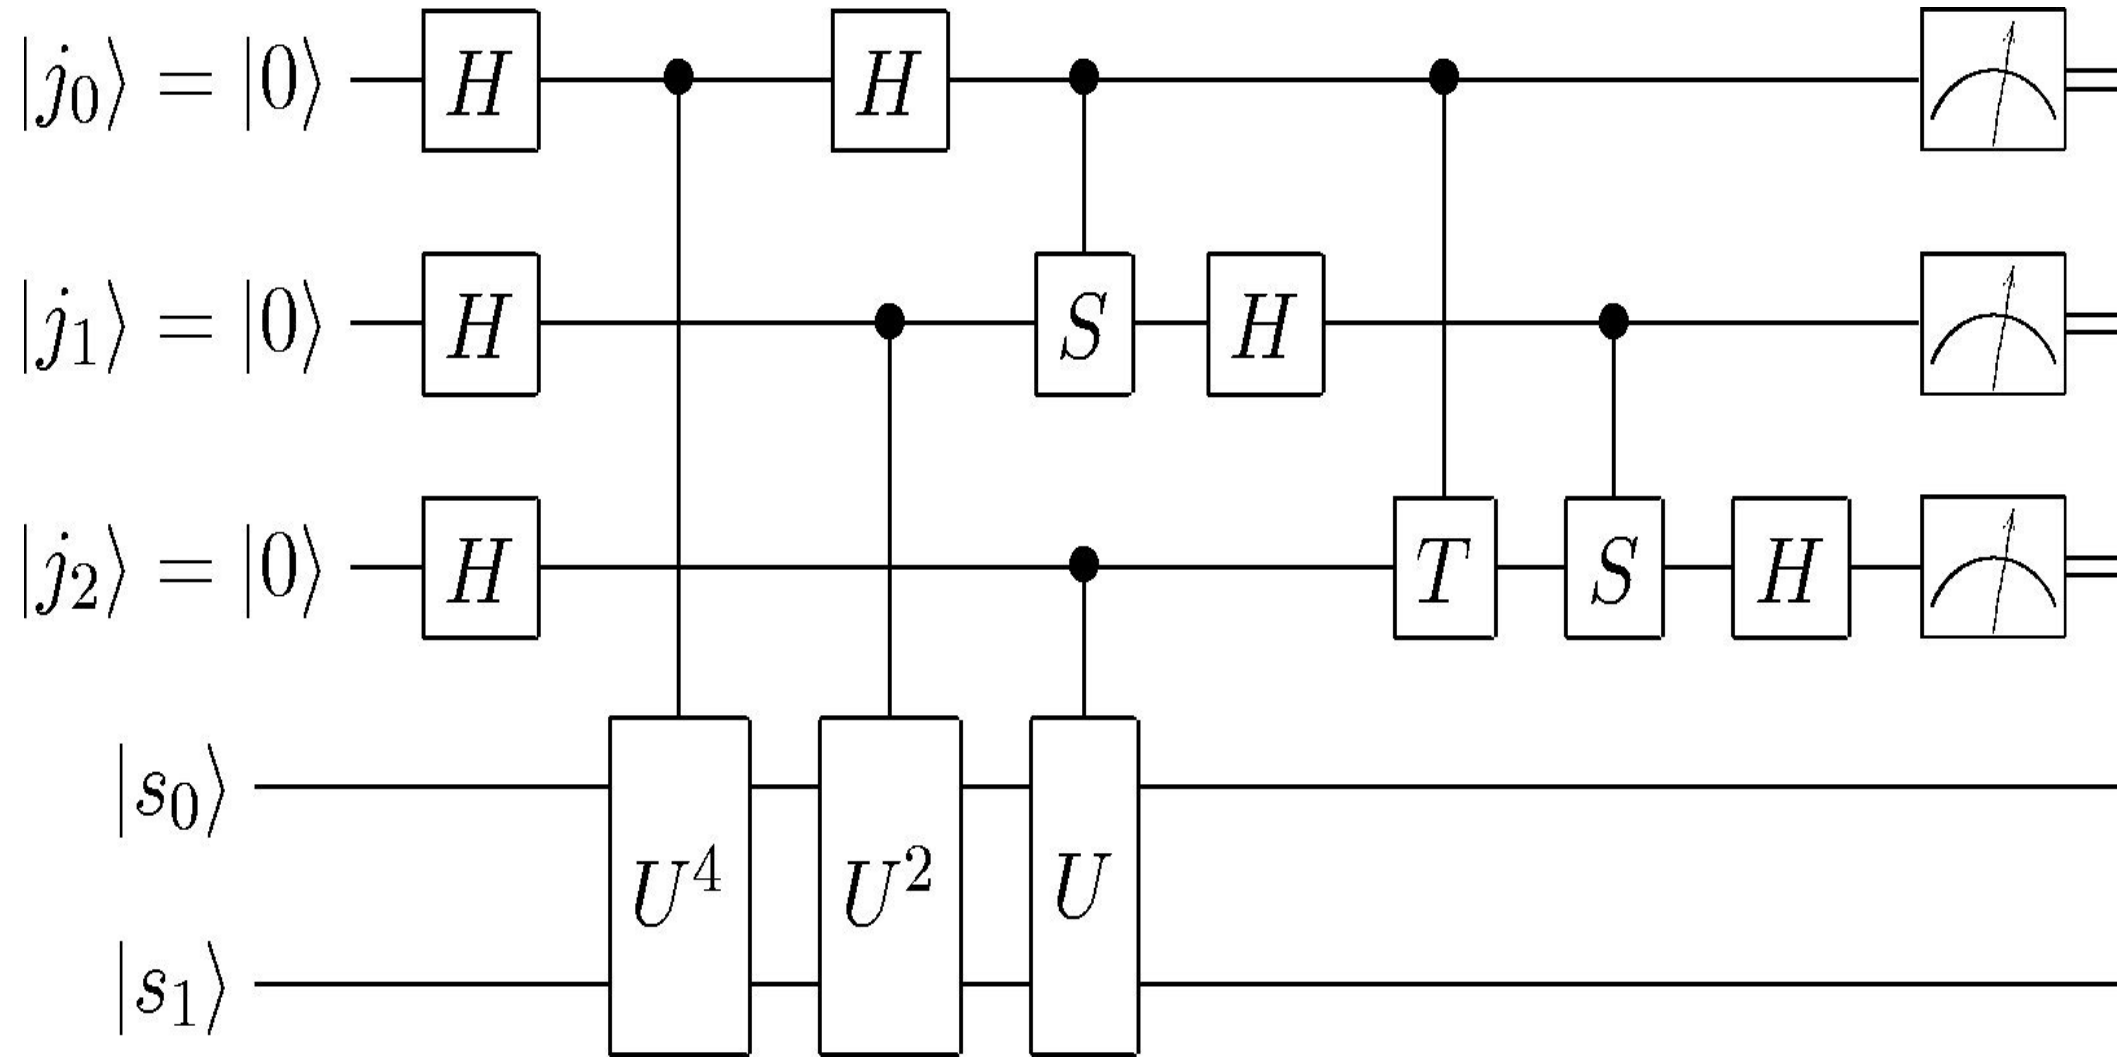 |j₀⟩ = |0⟩ H H
|j₁⟩ = |0⟩ H S H
|j₂⟩ = |0⟩ H T S H
|s₀⟩
U⁴ U² U
|s₁⟩